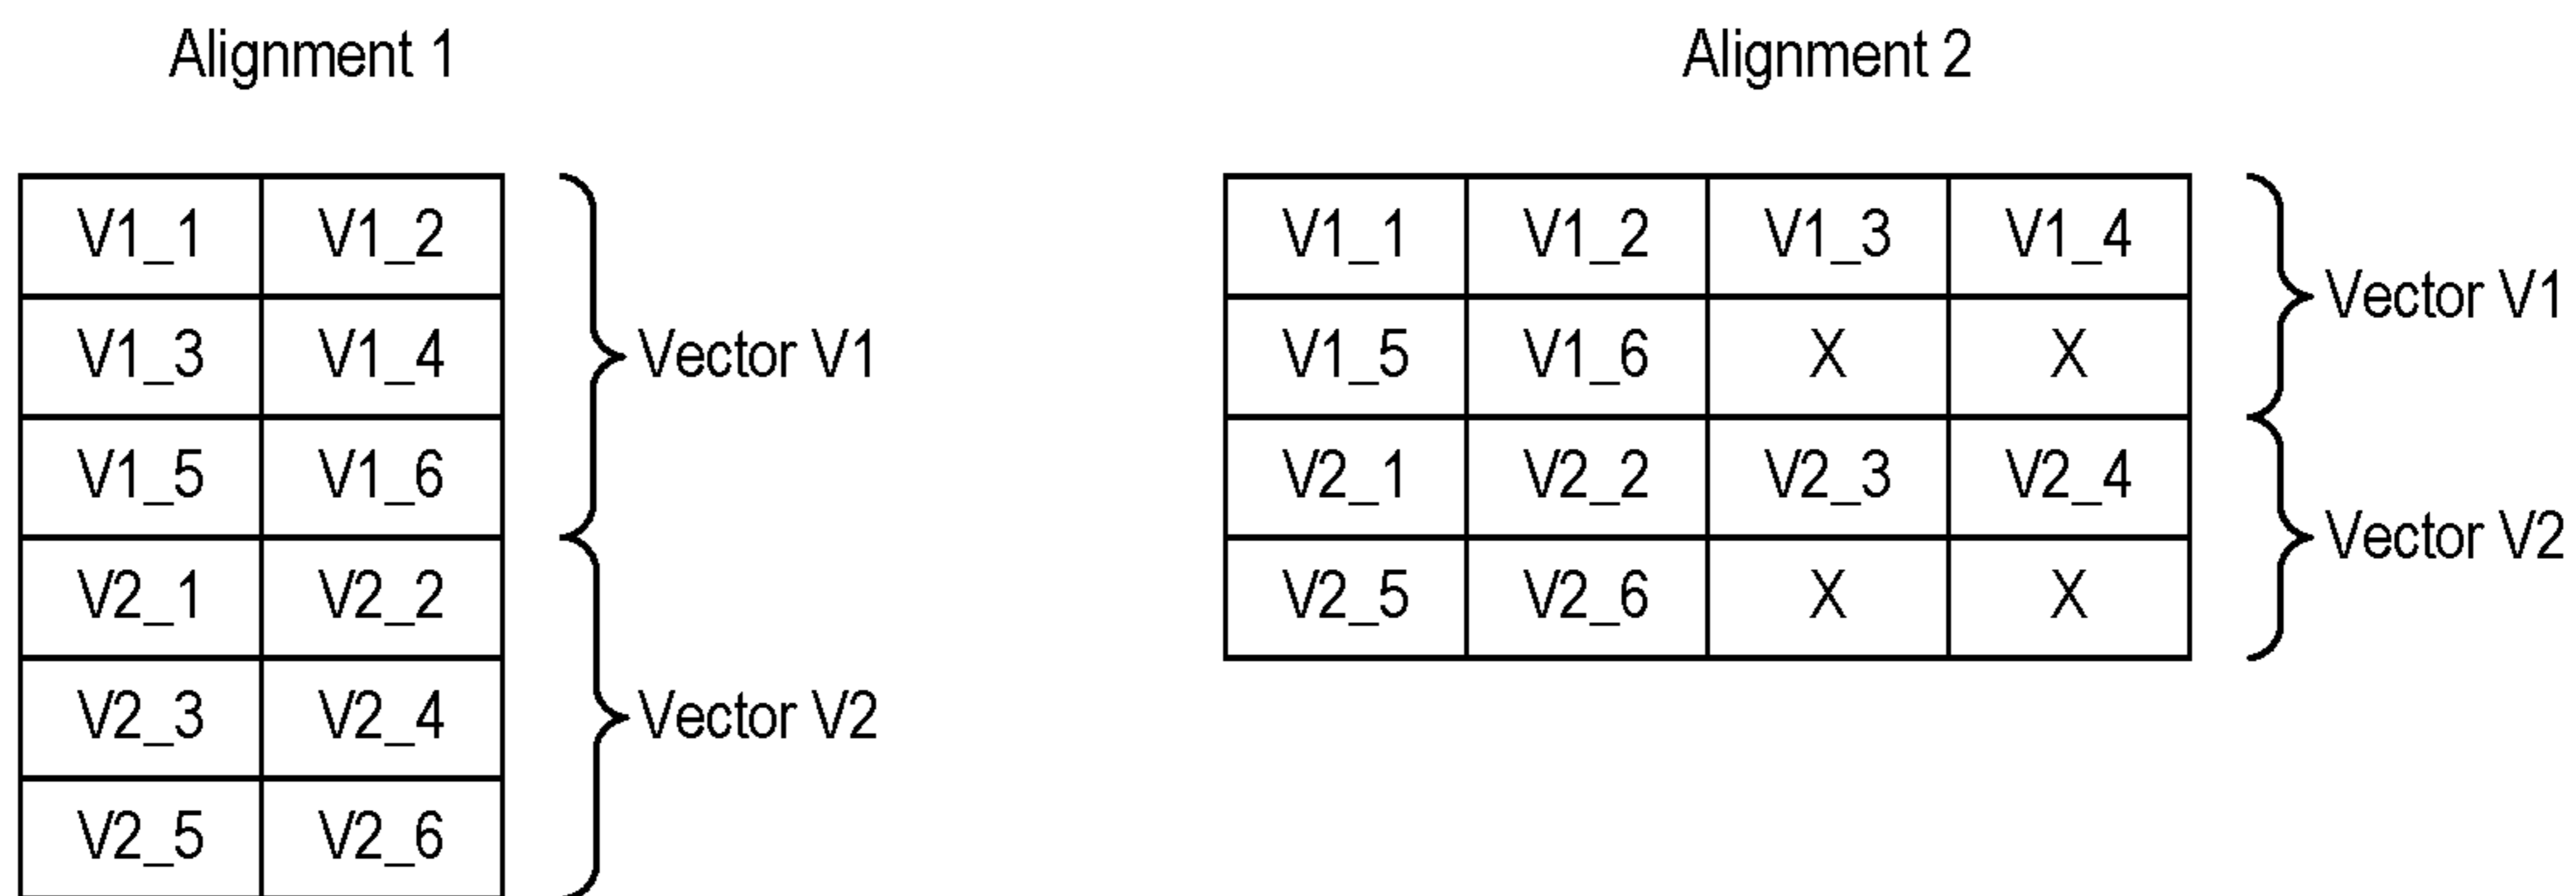 Alignment 1
V1_1 V1_2
V1_3 V1_4
V1_5 V1_6
V2_1 V2_2
V2_3 V2_4
V2_5 V2_6
Vector V1
Vector V2
Alignment 2
V1_1 V1_2 V1_3 V1_4
V1_5 V1_6 X X
V2_1 V2_2 V2_3 V2_4
V2_5 V2_6 X X
Vector V1
Vector V2